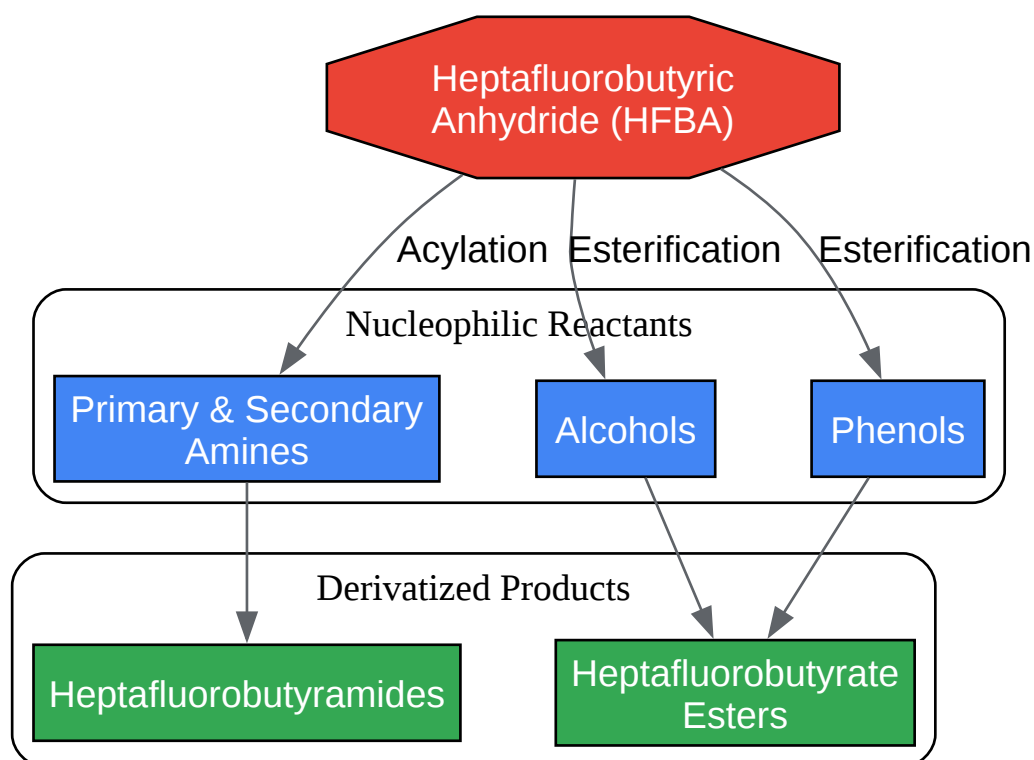 Heptafluorobutyric
Anhydride (HFBA)
Acylation
Esterification
Esterification
Nucleophilic Reactants
Primary & Secondary
Amines
Alcohols
Phenols
Derivatized Products
Heptafluorobutyramides
Heptafluorobutyrate
Esters